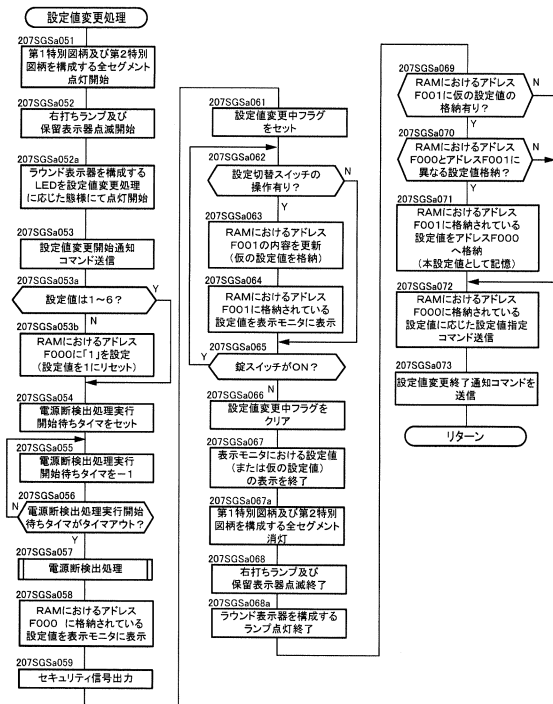 設定値変更処理
207SGSa051
第1特別図柄及び第2特別
図柄を構成する全セグメント
点灯開始
207SGSa052
右打ちランプ及び
保留表示器点滅開始
207SGSa052a
ラウンド表示器を構成する
LEDを設定値変更処理
に応じた態様にて点灯開始
207SGSa053
設定値変更開始通知
コマンド送信
207SGSa053a
設定値は1～6?
Y
N
207SGSa053b
RAMにおけるアドレス
F000に「1」を設定
(設定値を1にリセット)
207SGSa054
電源断検出処理実行
開始待ちタイマをセット
207SGSa055
電源断検出処理実行
開始待ちタイマを-1
207SGSa056
N
電源断検出処理実行開始
待ちタイマがタイマアウト?
Y
207SGSa057
電源断検出処理
207SGSa058
RAMにおけるアドレス
F000 に格納されている
設定値を表示モニタに表示
207SGSa059
セキュリティ信号出力
207SGSa061
設定値変更中フラグ
をセット
207SGSa062
設定切替スイッチの
操作有り?
N
Y
207SGSa063
RAMにおけるアドレス
F001の内容を更新
(仮の設定値を格納)
207SGSa064
RAMにおけるアドレス
F001に格納されている
設定値を表示モニタに表示
207SGSa065
Y
錠スイッチがON?
N
207SGSa066
設定値変更中フラグを
クリア
207SGSa067
表示モニタにおける設定値
(または仮の設定値)
の表示を終了
207SGSa067a
第1特別図柄及び第2特別
図柄を構成する全セグメント
消灯
207SGSa068
右打ちランプ及び
保留表示器点滅終了
207SGSa068a
ラウンド表示器を構成する
ランプ点灯終了
207SGSa069
RAMにおけるアドレス
F001に仮の設定値の
格納有り?
N
Y
207SGSa070
RAMにおけるアドレス
F000とアドレスF001に
異なる設定値格納?
N
Y
207SGSa071
RAMにおけるアドレス
F001に格納されている
設定値をアドレスF000
へ格納
(本設定値として記憶)
207SGSa072
RAMにおけるアドレス
F000に格納されている
設定値に応じた設定値指定
コマンド送信
207SGSa073
設定値変更終了通知コマンドを
送信
リターン